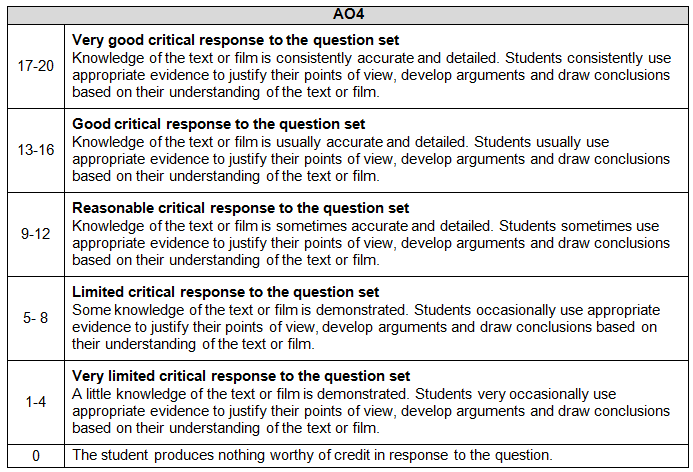 AO4
17-20
Very good critical response to the question set
Knowledge of the text or film is consistently accurate and detailed. Students consistently use
appropriate evidence to justify their points of view, develop arguments and draw conclusions
based on their understanding of the text or film.
13-16
Good critical response to the question set
Knowledge of the text or film is usually accurate and detailed. Students usually use
appropriate evidence to justify their points of view, develop arguments and draw conclusions
based on their understanding of the text or film.
9-12
Reasonable critical response to the question set
Knowledge of the text or film is sometimes accurate and detailed. Students sometimes use
appropriate evidence to justify their points of view, develop arguments and draw conclusions
based on their understanding of the text or film.
5- 8
Limited critical response to the question set
Some knowledge of the text or film is demonstrated. Students occasionally use appropriate
evidence to justify their points of view, develop arguments and draw conclusions based on
their understanding of the text or film.
1-4
Very limited critical response to the question set
A little knowledge of the text or film is demonstrated. Students very occasionally use
appropriate evidence to justify their points of view, develop arguments and draw conclusions
based on their understanding of the text or film.
0
The student produces nothing worthy of credit in response to the question.